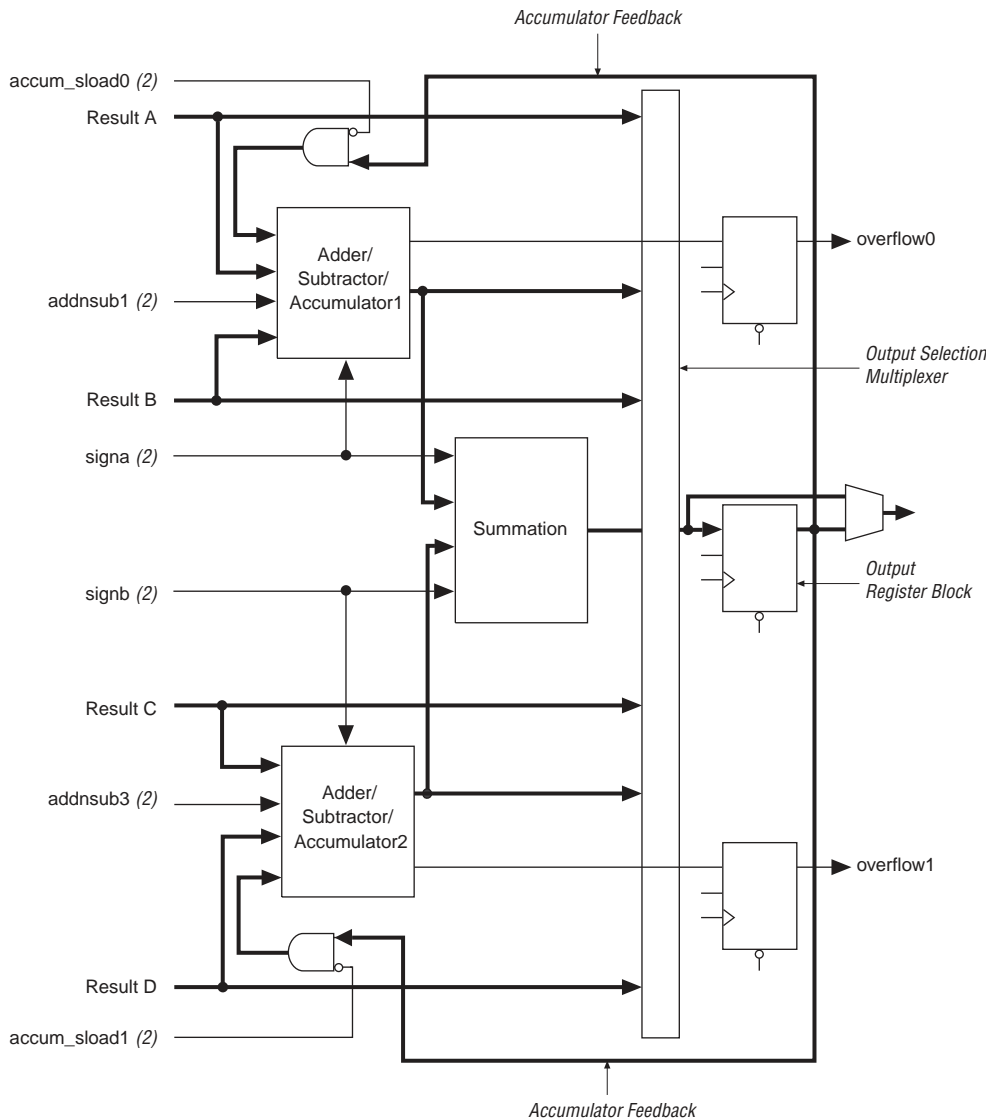 Accumulator Feedback
accum_sload0 (2)
Result A
Adder/
Subtractor/
Accumulator1
overflow0
addnsub1 (2)
Output Selection
Multiplexer
Result B
signa (2)
Summation
signb (2)
Output
Register Block
Result C
Adder/
Subtractor/
Accumulator2
addnsub3 (2)
overflow1
Result D
accum_sload1 (2)
Accumulator Feedback